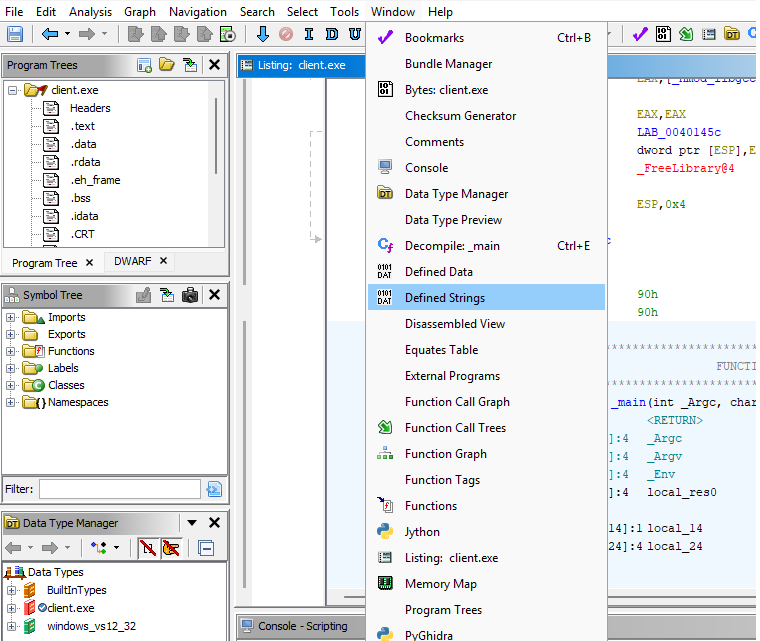 File Edit Analysis Graph Navigation Search Select Tools Window Help
I D U
Program Trees
client.exe
Headers
.text
.data
.rdata
.eh_frame
.bss
.idata
.CRT
Program Tree
DWARF
Symbol Tree
Imports
Exports
Functions
Labels
Classes
Namespaces
Filter:
Data Type Manager
Data Types
BuiltInTypes
client.exe
windows_vs12_32
Listing: client.exe
Bookmarks Ctrl+B
Bundle Manager
Bytes: client.exe
Checksum Generator
Comments
Console
Data Type Manager
Data Type Preview
Decompile: _main Ctrl+E
Defined Data
Defined Strings
Disassembled View
Equates Table
External Programs
Function Call Graph
Function Call Trees
Function Graph
Function Tags
Functions
Jython
Listing: client.exe
Memory Map
Program Trees
PyGhidra
EAX,EAX
LAB_0040145c
dword ptr [ESP],E
_FreeLibrary@4
ESP,0x4
90h
90h
*********************
FUNCTI
*********************
_main(int _Argc, char
<RETURN>
]:4 _Argc
]:4 _Argv
]:4 _Env
]:4 local_res0
14]:1 local_14
24]:4 local_24
Console - Scripting